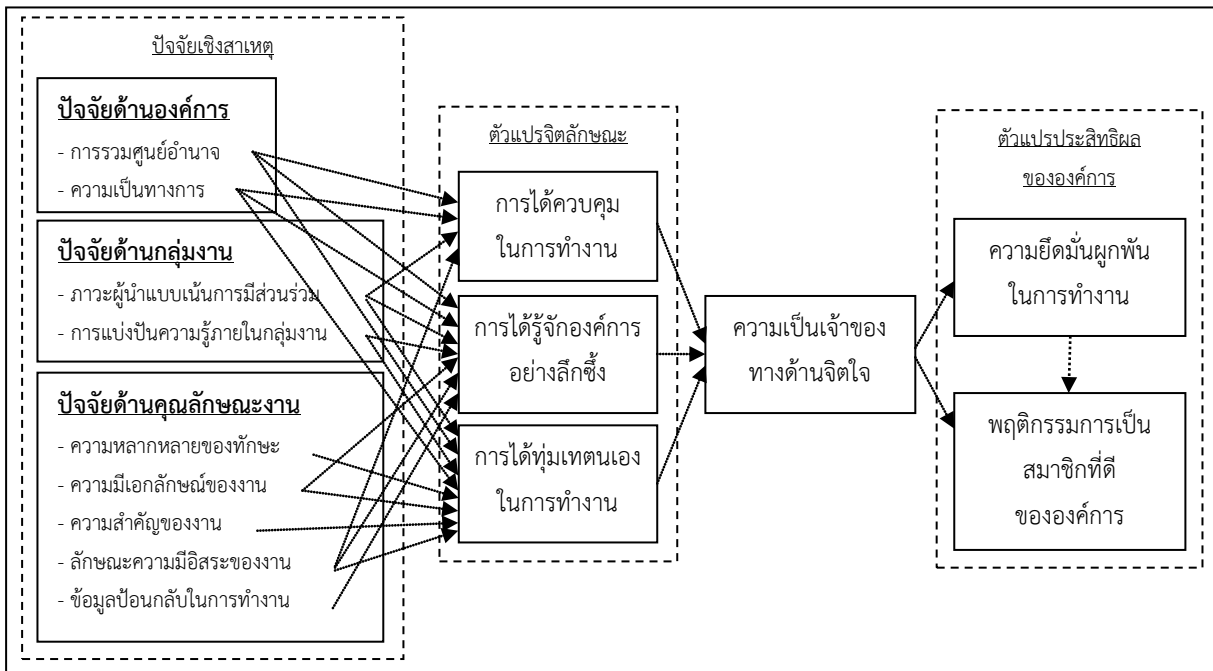 ปัจจัยเชิงสาเหตุ
ปัจจัยด้านองค์การ
- การรวมศูนย์อำนาจ
- ความเป็นทางการ
ปัจจัยด้านกลุ่มงาน
- ภาวะผู้นำแบบเน้นการมีส่วนร่วม
- การแบ่งปันความรู้ภายในกลุ่มงาน
ปัจจัยด้านคุณลักษณะงาน
- ความหลากหลายของทักษะ
- ความมีเอกลักษณ์ของงาน
- ความสำคัญของงาน
- ลักษณะความมีอิสระของงาน
- ข้อมูลป้อนกลับในการทำงาน
ตัวแปรจิตลักษณะ
การได้ควบคุม
ในการทำงาน
การได้รู้จักองค์การ
อย่างลึกซึ้ง
การได้ทุ่มเทตนเอง
ในการทำงาน
ความเป็นเจ้าของ
ทางด้านจิตใจ
ตัวแปรประสิทธิผล
ขององค์การ
ความยึดมั่นผูกพัน
ในการทำงาน
พฤติกรรมการเป็น
สมาชิกที่ดี
ขององค์การ